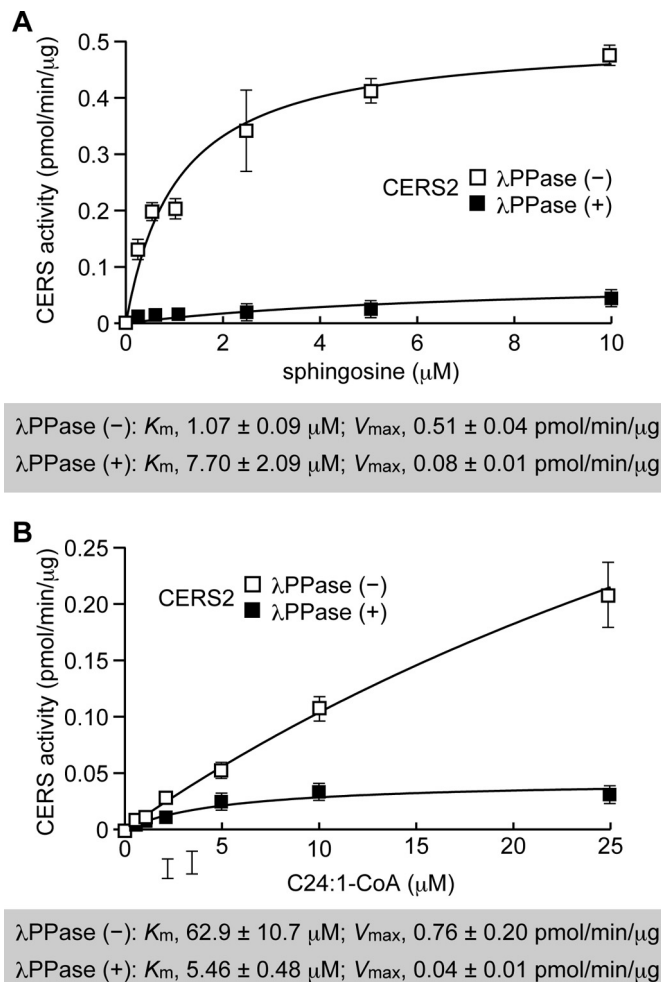 A
0.5
0.4
0.3
0.2
0.1
0
CERS activity (pmol/min/μg)
CERS2
λPPase (−)
λPPase (+)
0 2 4 6 8 10
sphingosine (μM)
λPPase (−): Km, 1.07 ± 0.09 μM; Vmax, 0.51 ± 0.04 pmol/min/μg
λPPase (+): Km, 7.70 ± 2.09 μM; Vmax, 0.08 ± 0.01 pmol/min/μg
B
0.25
0.20
0.15
0.10
0.05
0
CERS activity (pmol/min/μg)
CERS2
λPPase (−)
λPPase (+)
0 5 10 15 20 25
C24:1-CoA (μM)
λPPase (−): Km, 62.9 ± 10.7 μM; Vmax, 0.76 ± 0.20 pmol/min/μg
λPPase (+): Km, 5.46 ± 0.48 μM; Vmax, 0.04 ± 0.01 pmol/min/μg